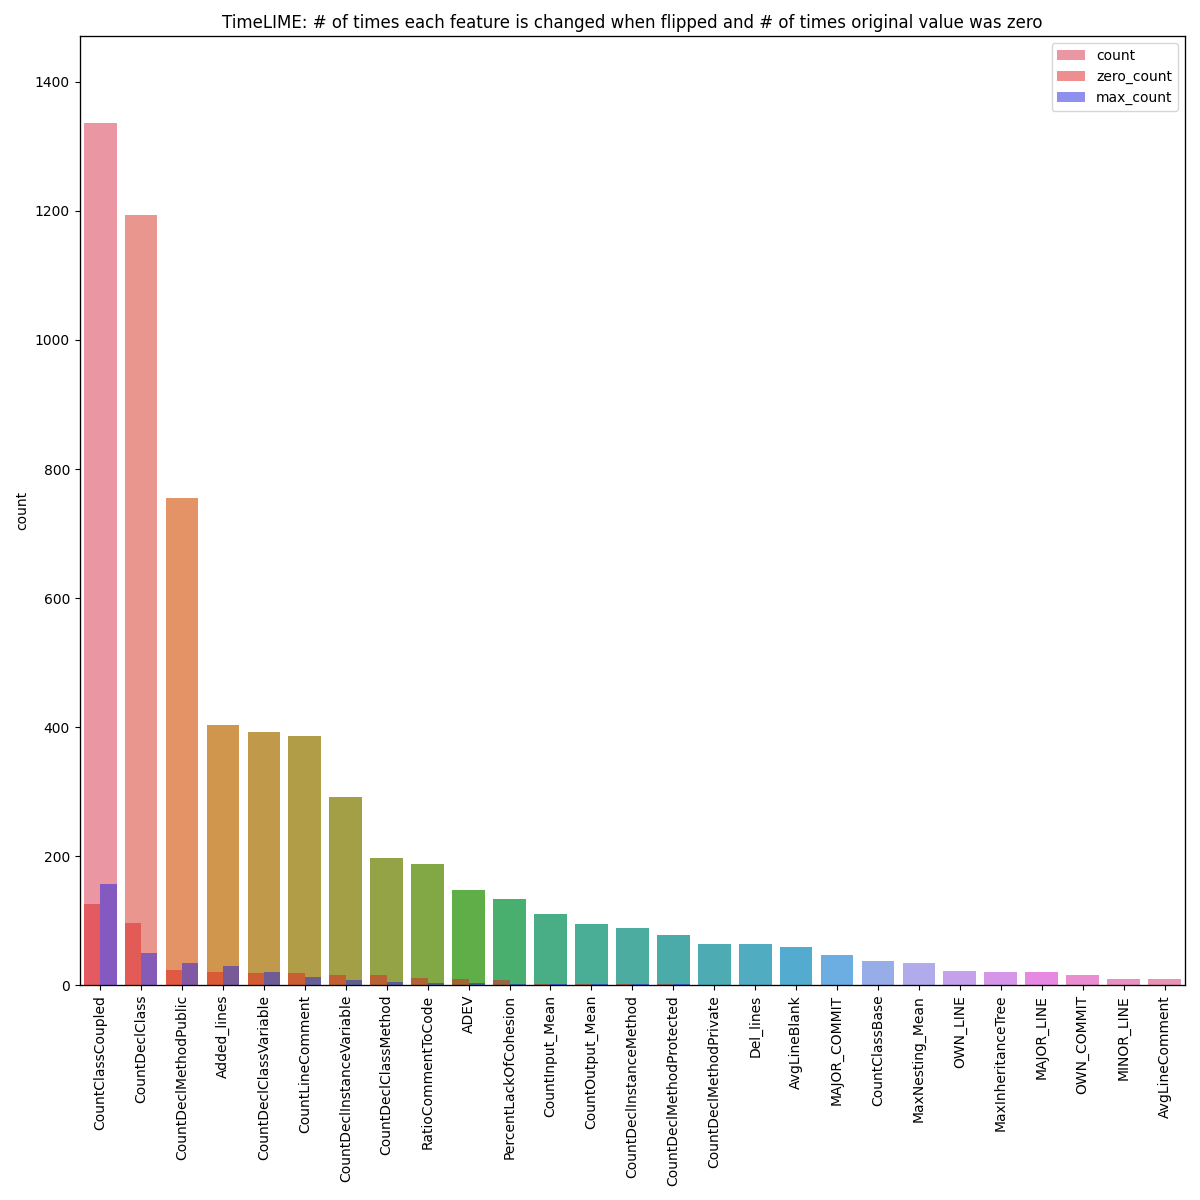 TimeLIME: # of times each feature is changed when flipped and # of times original value was zero
count
zero_count
max_count
1400
1200
1000
800
600
400
200
0
count
CountClassCoupled
CountDeclClass
CountDeclMethodPublic
Added_lines
CountDeclClassVariable
CountLineComment
CountDeclInstanceVariable
CountDeclClassMethod
RatioCommentToCode
ADEV
PercentLackOfCohesion
CountInput_Mean
CountOutput_Mean
CountDeclInstanceMethod
CountDeclMethodProtected
CountDeclMethodPrivate
Del_lines
AvgLineBlank
MAJOR_COMMIT
CountClassBase
MaxNesting_Mean
OWN_LINE
MaxInheritanceTree
MAJOR_LINE
OWN_COMMIT
MINOR_LINE
AvgLineComment